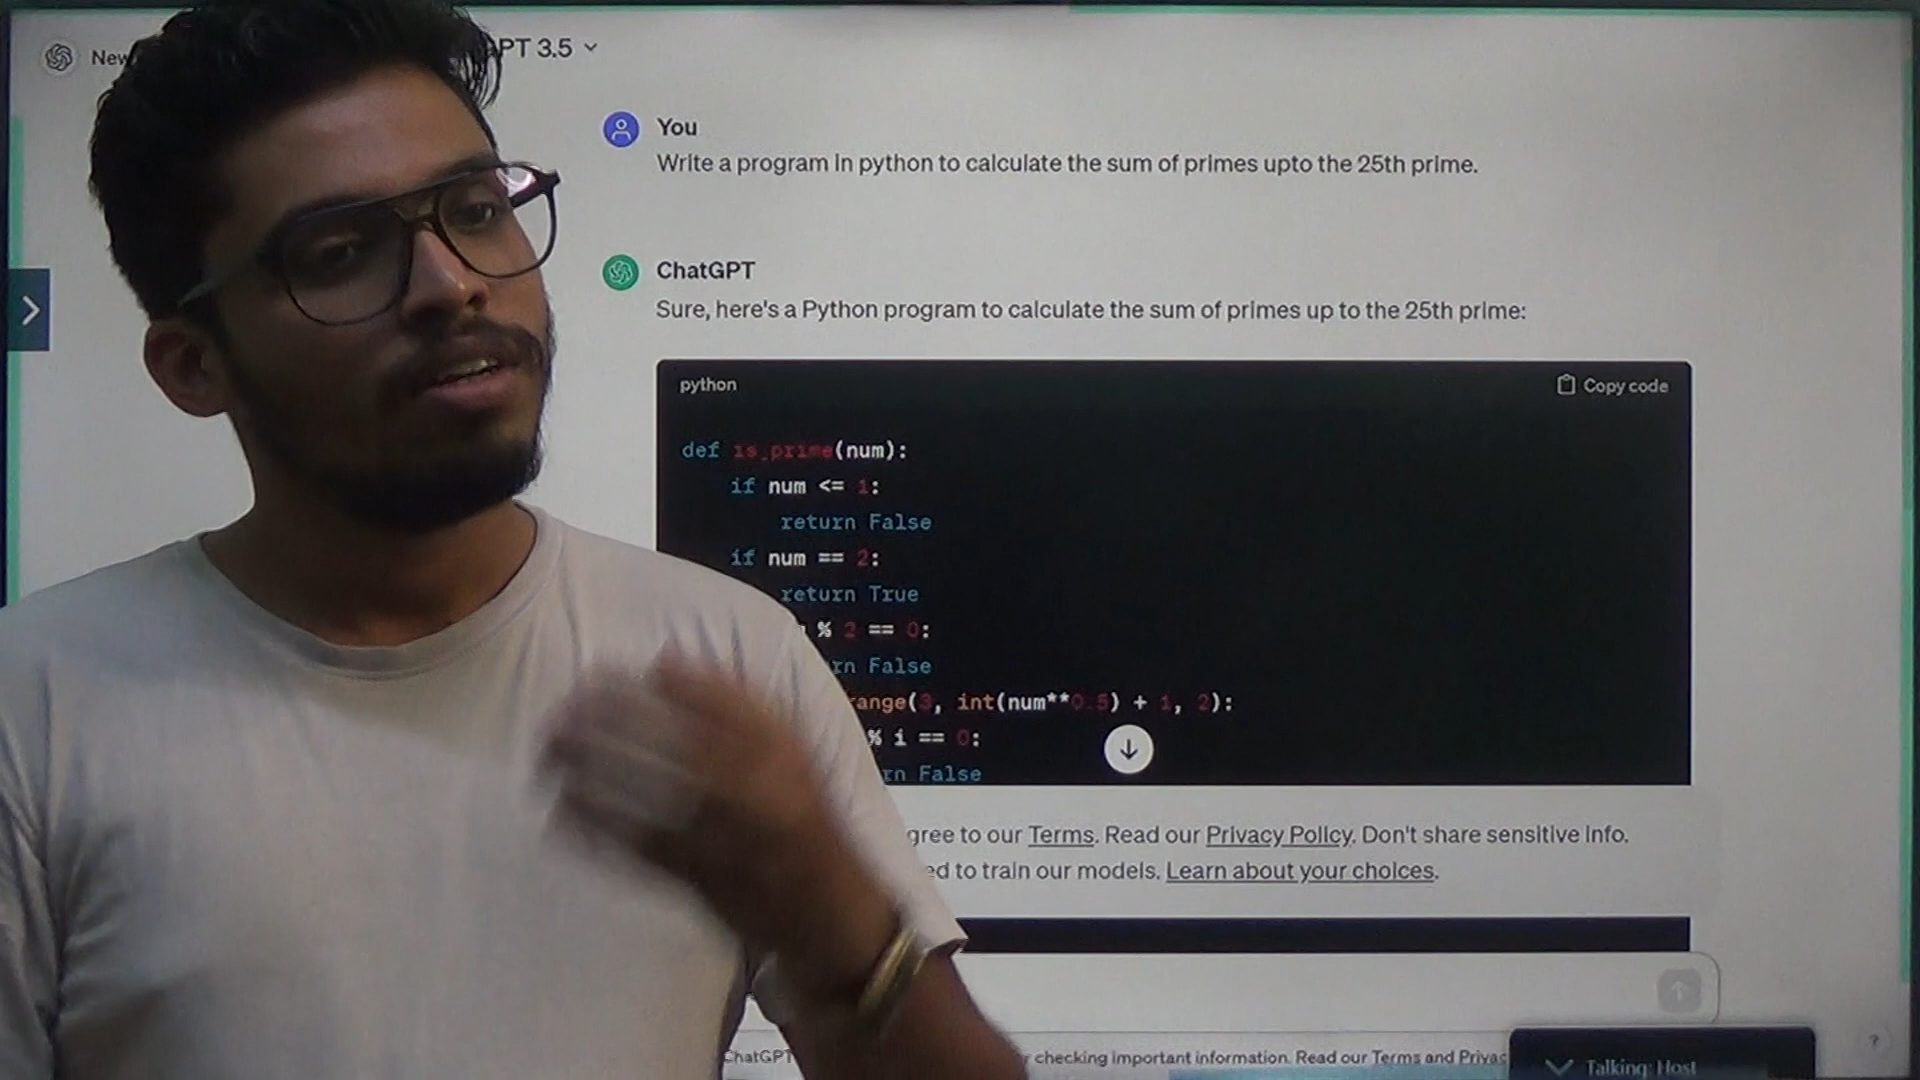 New
PT 3.5
You
Write a program in python to calculate the sum of primes upto the 25th prime.
ChatGPT
Sure, here's a Python program to calculate the sum of primes up to the 25th prime:
python
Copy code
def is_prime(num):
if num <= 1:
return False
if num == 2:
return True
% 2 == 0:
rn False
range(3, int(num**0.5) + 1, 2):
% i == 0:
rn False
gree to our Terms. Read our Privacy Policy. Don't share sensitive info.
ed to train our models. Learn about your choices.
ChatGPT
checking important information. Read our Terms and Privac
?
Talking: Host